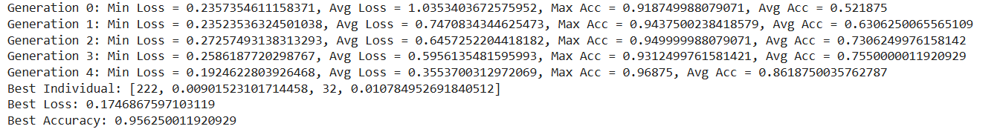 Generation 0: Min Loss = 0.2357354611158371, Avg Loss = 1.0353403672575952, Max Acc = 0.918749988079071, Avg Acc = 0.521875
Generation 1: Min Loss = 0.23523536324501038, Avg Loss = 0.7470834344625473, Max Acc = 0.9437500238418579, Avg Acc = 0.6306250065565109
Generation 2: Min Loss = 0.27257493138313293, Avg Loss = 0.6457252204418182, Max Acc = 0.949999988079071, Avg Acc = 0.7306249976158142
Generation 3: Min Loss = 0.2586187720298767, Avg Loss = 0.5956135481595993, Max Acc = 0.9312499761581421, Avg Acc = 0.7550000011920929
Generation 4: Min Loss = 0.1924622803926468, Avg Loss = 0.3553700312972069, Max Acc = 0.96875, Avg Acc = 0.8618750035762787
Best Individual: [222, 0.00901523101714458, 32, 0.010784952691840512]
Best Loss: 0.1746867597103119
Best Accuracy: 0.956250011920929